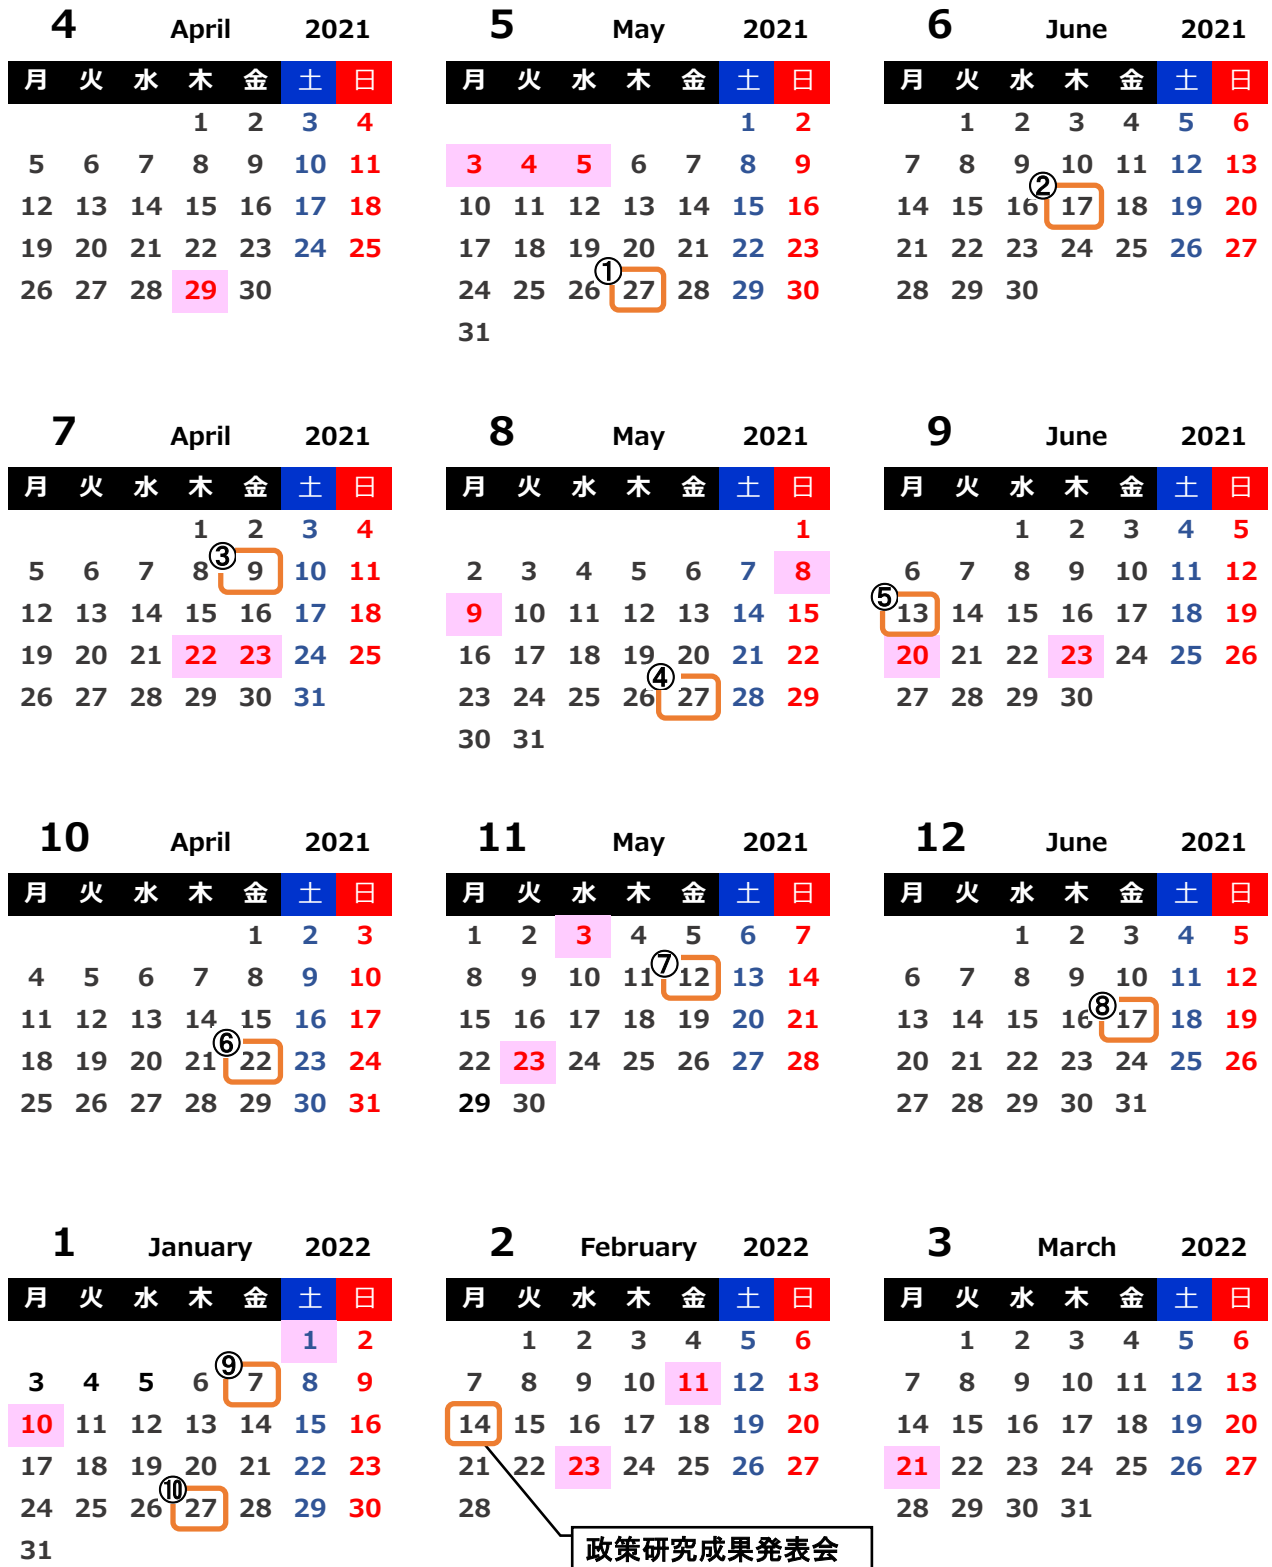 4 April 2021
月 火 水 木 金 土 日
1 2 3 4
5 6 7 8 9 10 11
12 13 14 15 16 17 18
19 20 21 22 23 24 25
26 27 28 29 30
5 May 2021
月 火 水 木 金 土 日
1 2
3 4 5 6 7 8 9
10 11 12 13 14 15 16
17 18 19 20 21 22 23
24 25 26 ① 27 28 29 30
31
6 June 2021
月 火 水 木 金 土 日
1 2 3 4 5 6
7 8 9 10 11 12 13
14 15 16 ② 17 18 19 20
21 22 23 24 25 26 27
28 29 30
7 April 2021
月 火 水 木 金 土 日
1 2 3 4
5 6 7 8 ③ 9 10 11
12 13 14 15 16 17 18
19 20 21 22 23 24 25
26 27 28 29 30 31
8 May 2021
月 火 水 木 金 土 日
1
2 3 4 5 6 7 8
9 10 11 12 13 14 15
16 17 18 19 20 21 22
23 24 25 26 ④ 27 28 29
30 31
9 June 2021
月 火 水 木 金 土 日
1 2 3 4 5
6 7 8 9 10 11 12
⑤ 13 14 15 16 17 18 19
20 21 22 23 24 25 26
27 28 29 30
10 April 2021
月 火 水 木 金 土 日
1 2 3
4 5 6 7 8 9 10
11 12 13 14 15 16 17
18 19 20 21 ⑥ 22 23 24
25 26 27 28 29 30 31
11 May 2021
月 火 水 木 金 土 日
1 2 3 4 5 6 7
8 9 10 11 ⑦ 12 13 14
15 16 17 18 19 20 21
22 23 24 25 26 27 28
29 30
12 June 2021
月 火 水 木 金 土 日
1 2 3 4 5
6 7 8 9 10 11 12
13 14 15 16 ⑧ 17 18 19
20 21 22 23 24 25 26
27 28 29 30 31
1 January 2022
月 火 水 木 金 土 日
1 2
3 4 5 6 ⑨ 7 8 9
10 11 12 13 14 15 16
17 18 19 20 21 22 23
24 25 26 ⑩ 27 28 29 30
31
2 February 2022
月 火 水 木 金 土 日
1 2 3 4 5 6
7 8 9 10 11 12 13
14 15 16 17 18 19 20
21 22 23 24 25 26 27
28
政策研究成果発表会
3 March 2022
月 火 水 木 金 土 日
1 2 3 4 5 6
7 8 9 10 11 12 13
14 15 16 17 18 19 20
21 22 23 24 25 26 27
28 29 30 31